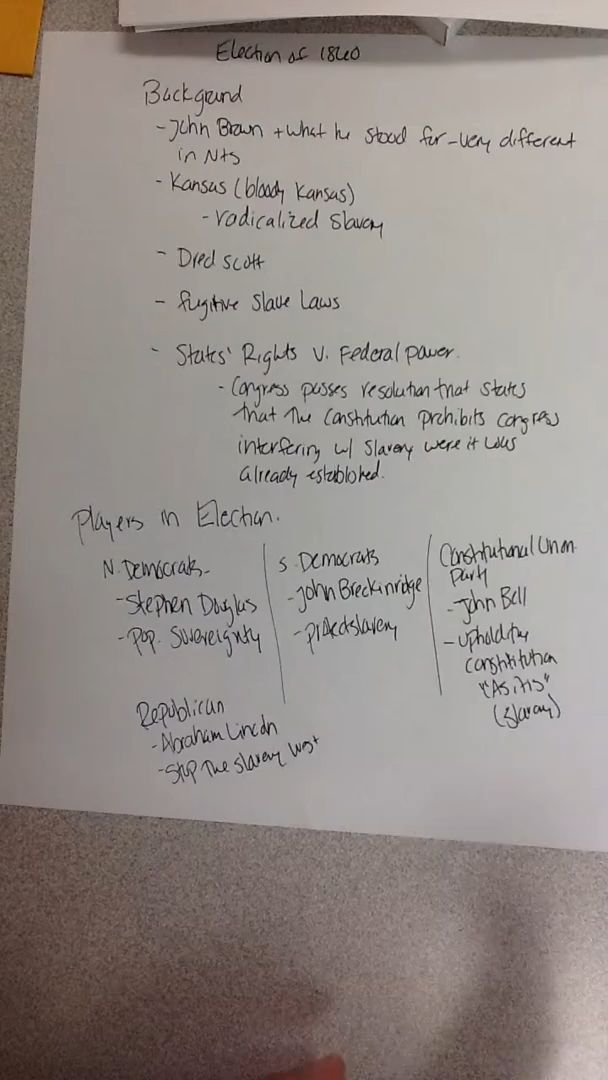 Election of 1860
Background
- John Brown + what he stood for - very different
in N + S
- Kansas (bloody Kansas)
- radicalized slavery
- Dred scott
- fugitive slave Laws
- States' Rights v. Federal power.
- Congress passes resolution that states
that the Constitution prohibits congress
interfering w/ slavery were it was
already established.
Players in Election.
N. Democrats -
- Stephen Douglas
- Pop. Sovereignty
S. Democrats
- John Breckinridge
- protect slavery
Constitutional Union
Party
- John Bell
- uphold the
constitution
"As it is"
(slavery)
Republican
- Abraham Lincoln
- Stop the slavery West